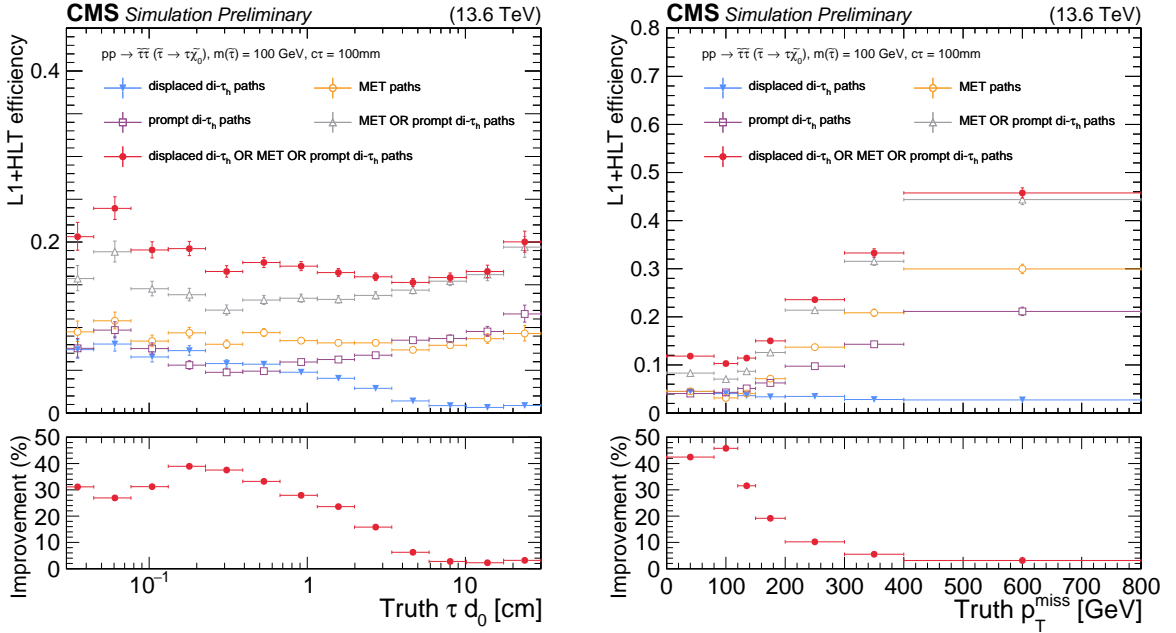 CMS Simulation Preliminary (13.6 TeV)
pp → τ̃τ̃ (τ̃ → τχ̃₀), m(τ̃) = 100 GeV, cτ = 100mm
displaced di-τₕ paths
MET paths
prompt di-τₕ paths
MET OR prompt di-τₕ paths
displaced di-τₕ OR MET OR prompt di-τₕ paths
L1+HLT efficiency
0.4
0.2
0
Improvement (%)
50
40
30
20
10
0
10⁻¹ 1 10
Truth τ d₀ [cm]
CMS Simulation Preliminary (13.6 TeV)
pp → τ̃τ̃ (τ̃ → τχ̃₀), m(τ̃) = 100 GeV, cτ = 100mm
displaced di-τₕ paths
MET paths
prompt di-τₕ paths
MET OR prompt di-τₕ paths
displaced di-τₕ OR MET OR prompt di-τₕ paths
L1+HLT efficiency
0.8
0.7
0.6
0.5
0.4
0.3
0.2
0.1
0
Improvement (%)
50
40
30
20
10
0
0 100 200 300 400 500 600 700 800
Truth p_T^miss [GeV]